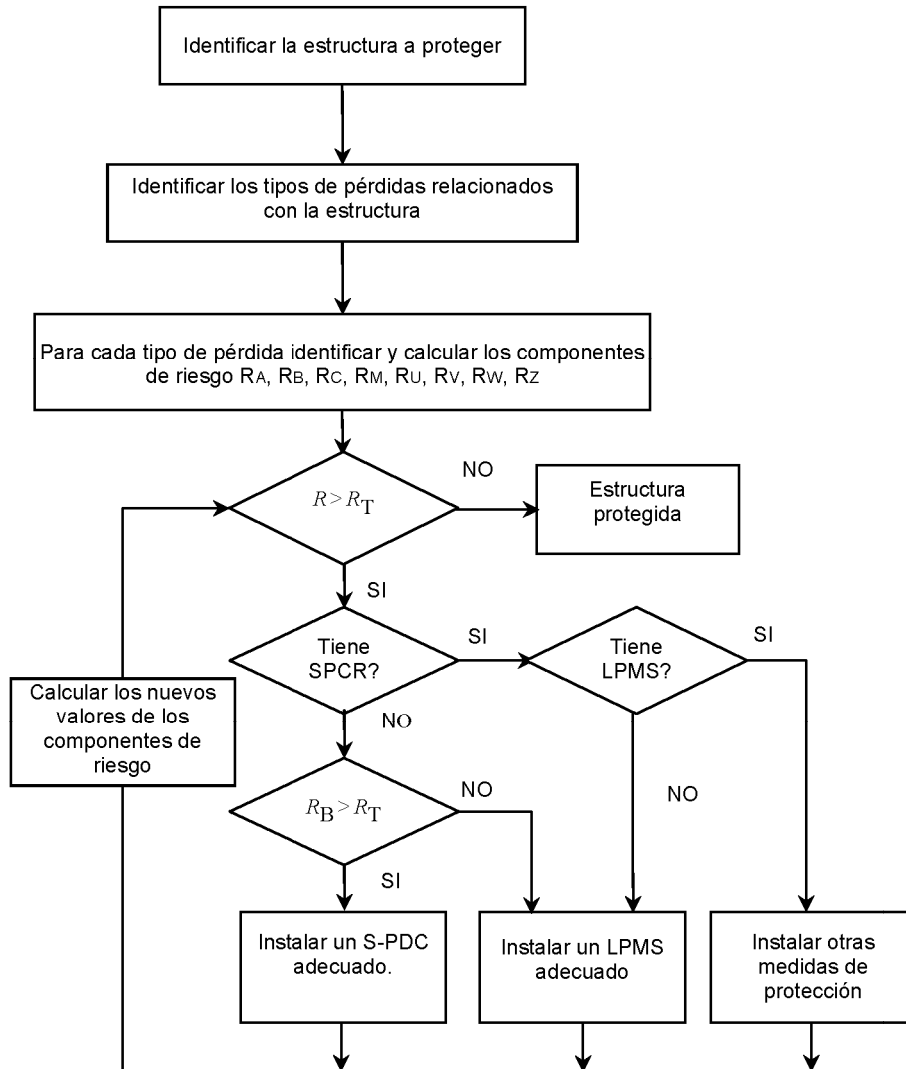 Identificar la estructura a proteger
Identificar los tipos de pérdidas relacionados
con la estructura
Para cada tipo de pérdida identificar y calcular los componentes
de riesgo RA, RB, RC, RM, RU, RV, RW, RZ
R > RT
NO
Estructura
protegida
SI
Tiene
SPCR?
SI
Tiene
LPMS?
SI
Calcular los nuevos
valores de los
componentes de
riesgo
NO
RB > RT
NO
NO
SI
Instalar un S-PDC
adecuado.
Instalar un LPMS
adecuado
Instalar otras
medidas de
protección